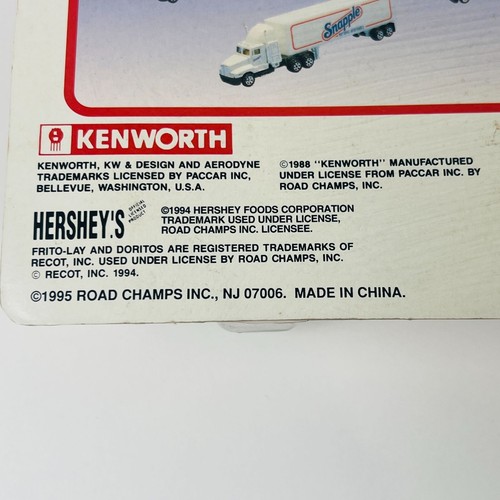 Snapple
KENWORTH
KENWORTH, KW & DESIGN AND AERODYNE
TRADEMARKS LICENSED BY PACCAR INC,
BELLEVUE, WASHINGTON, U.S.A.
©1988 "KENWORTH" MANUFACTURED
UNDER LICENSE FROM PACCAR INC. BY
ROAD CHAMPS, INC.
HERSHEY'S
OFFICIAL
LICENSED
PRODUCT
©1994 HERSHEY FOODS CORPORATION
TRADEMARK USED UNDER LICENSE,
ROAD CHAMPS INC. LICENSEE.
FRITO-LAY AND DORITOS ARE REGISTERED TRADEMARKS OF
RECOT, INC. USED UNDER LICENSE BY ROAD CHAMPS, INC.
© RECOT, INC. 1994.
©1995 ROAD CHAMPS INC., NJ 07006. MADE IN CHINA.